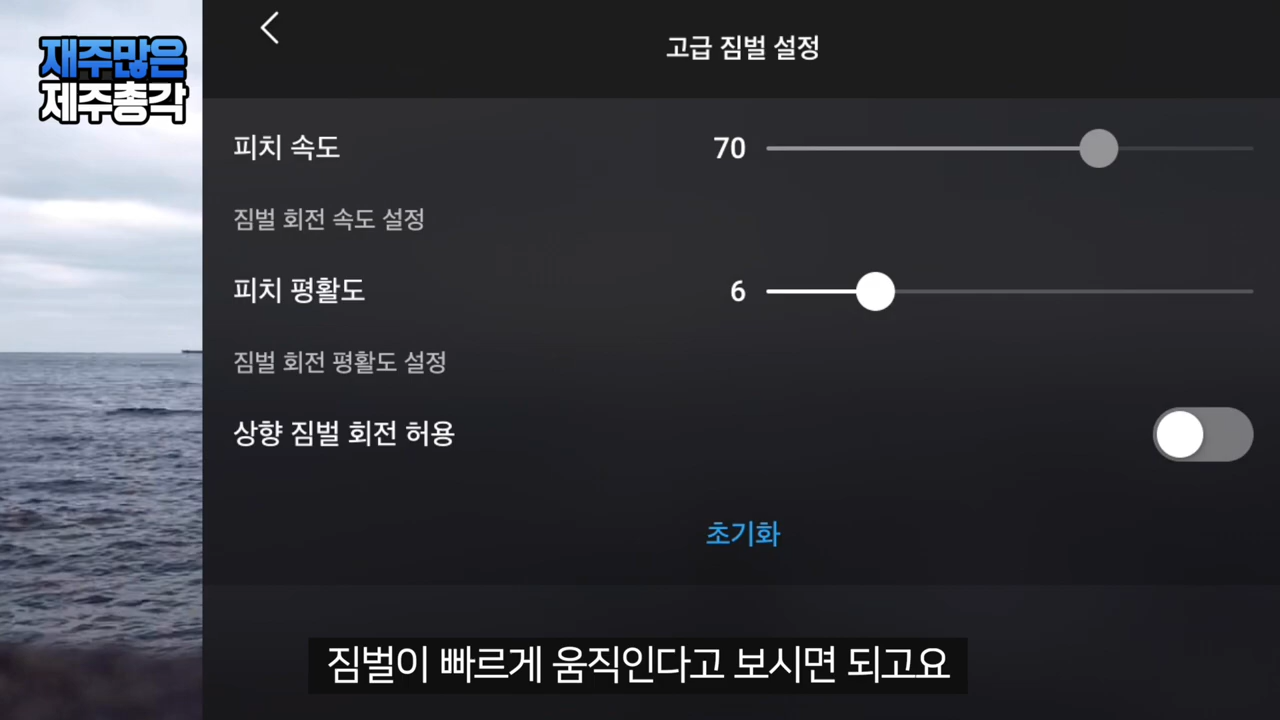 재주많은
제주총각
고급 짐벌 설정
피치 속도 70
짐벌 회전 속도 설정
피치 평활도 6
짐벌 회전 평활도 설정
상향 짐벌 회전 허용
초기화
짐벌이 빠르게 움직인다고 보시면 되고요